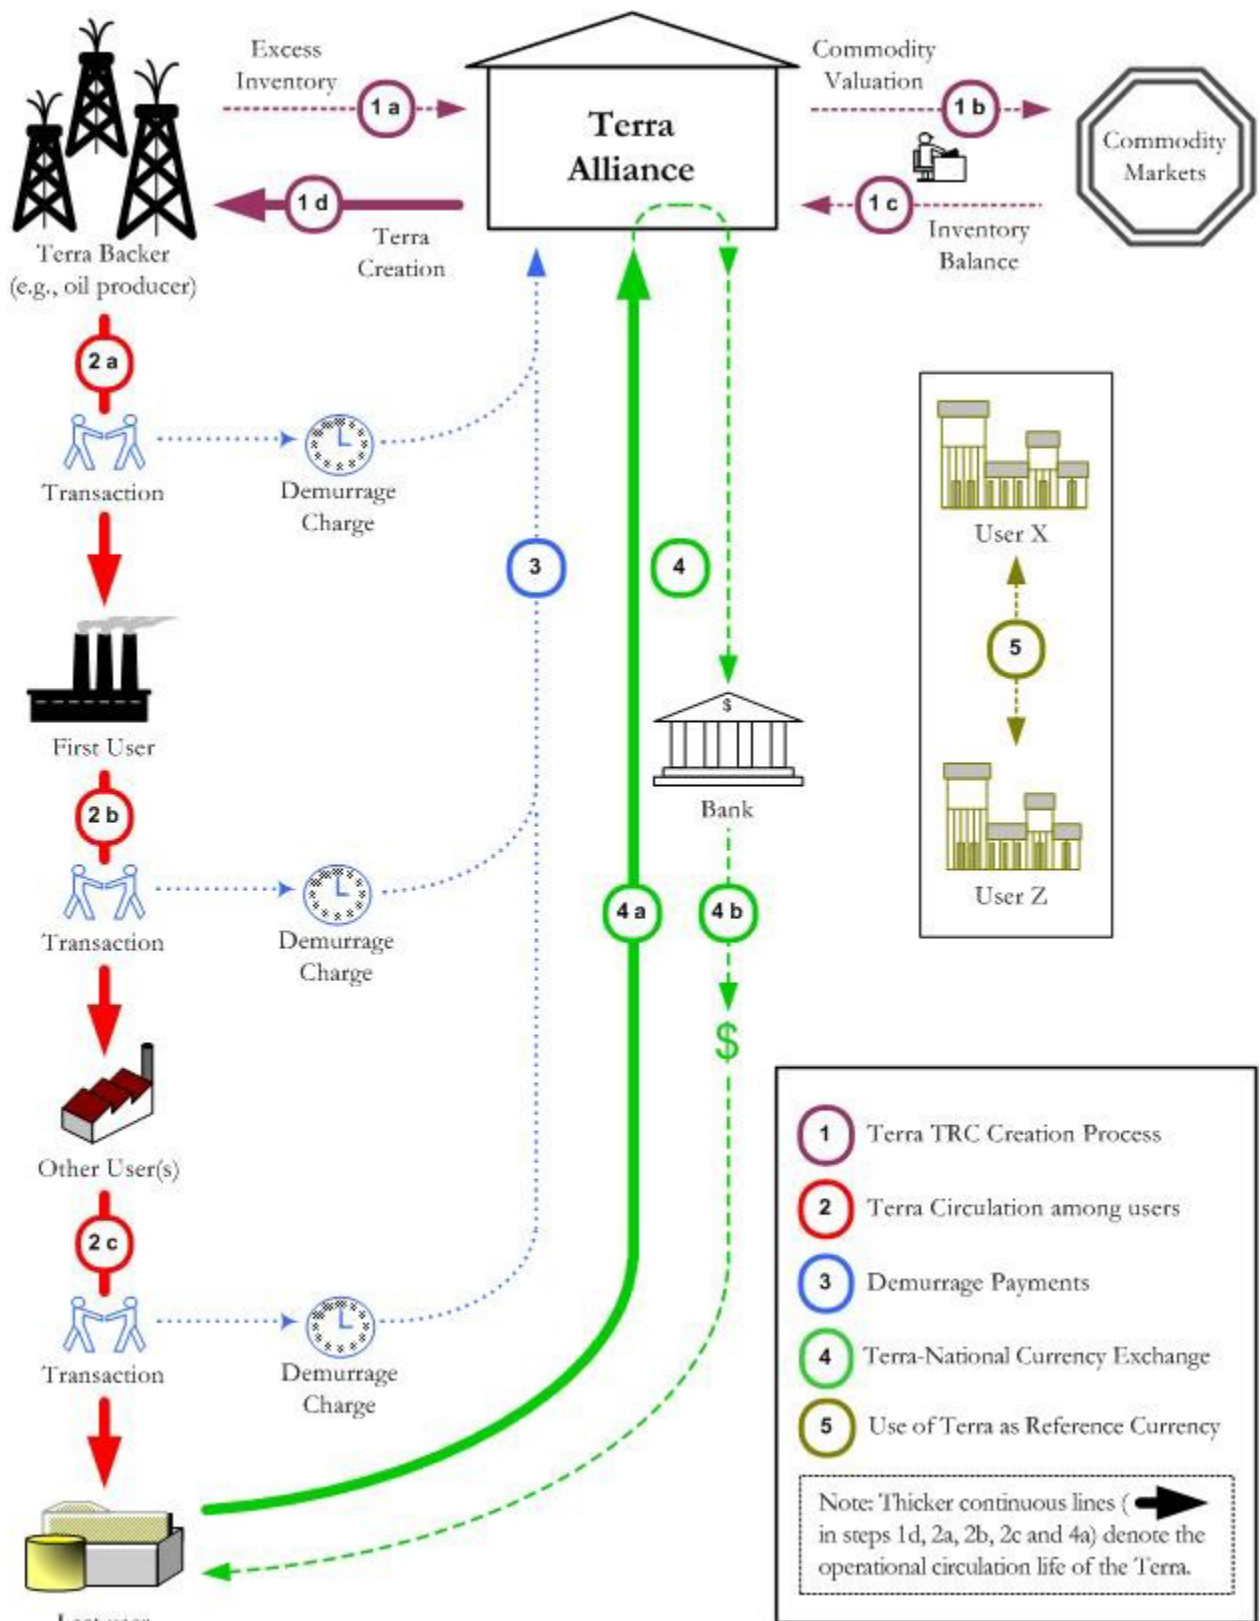 Excess
Inventory
1 a
Terra
Alliance
Commodity
Valuation
1 b
Commodity
Markets
1 d
Terra
Creation
1 c
Inventory
Balance
Terra Backer
(e.g., oil producer)
2 a
Transaction
Demurrage
Charge
3
4
User X
5
User Z
First User
2 b
Transaction
Demurrage
Charge
$
Bank
4 a
4 b
$
Other User(s)
2 c
Transaction
Demurrage
Charge
Last user
1 Terra TRC Creation Process
2 Terra Circulation among users
3 Demurrage Payments
4 Terra-National Currency Exchange
5 Use of Terra as Reference Currency
Note: Thicker continuous lines (
in steps 1d, 2a, 2b, 2c and 4a) denote the
operational circulation life of the Terra.